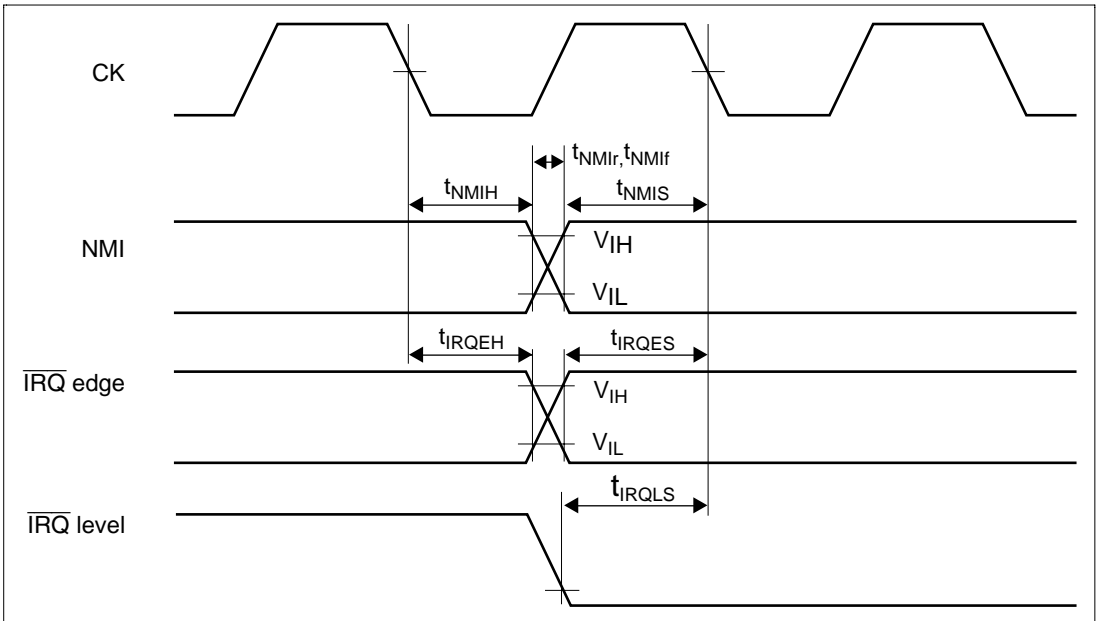 CK
tNMIr,tNMIf
tNMIH
tNMIS
NMI
VIH
VIL
tIRQEH
tIRQES
IRQ edge
VIH
VIL
tIRQLS
IRQ level